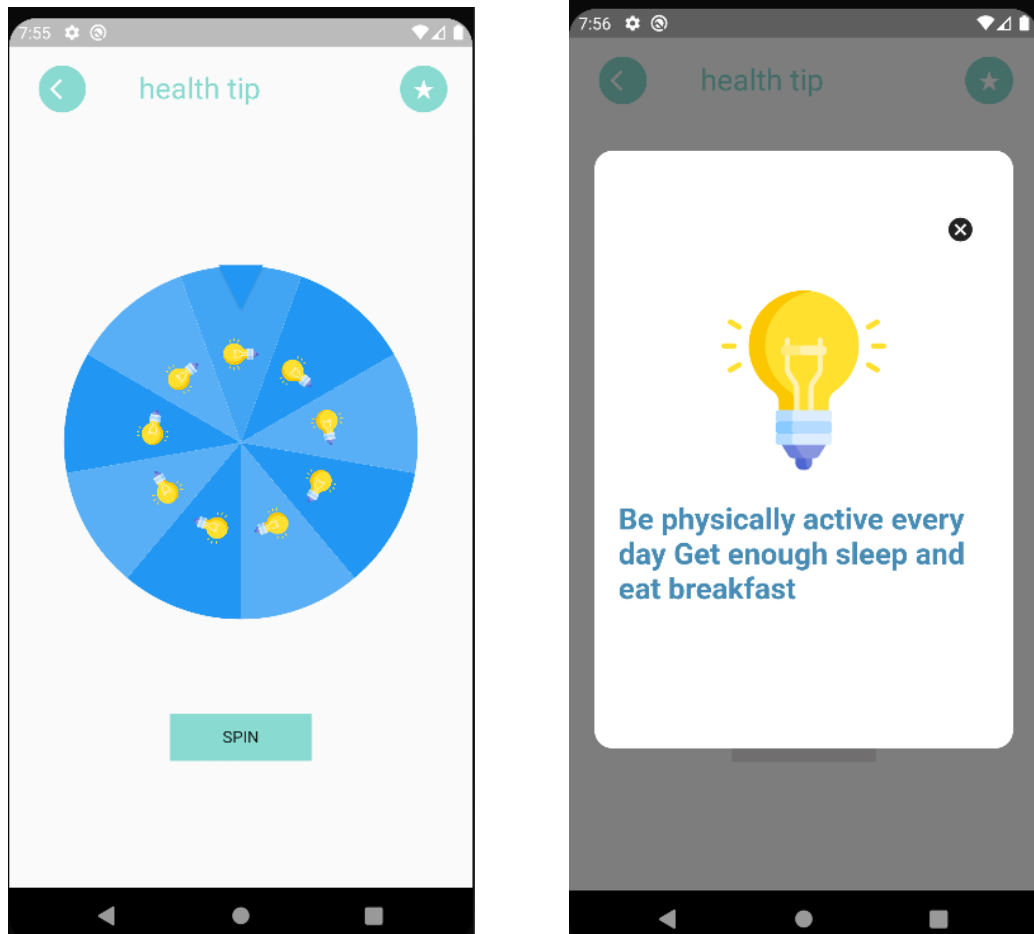 7:55
health tip
SPIN
7:56
health tip
Be physically active every
day Get enough sleep and
eat breakfast